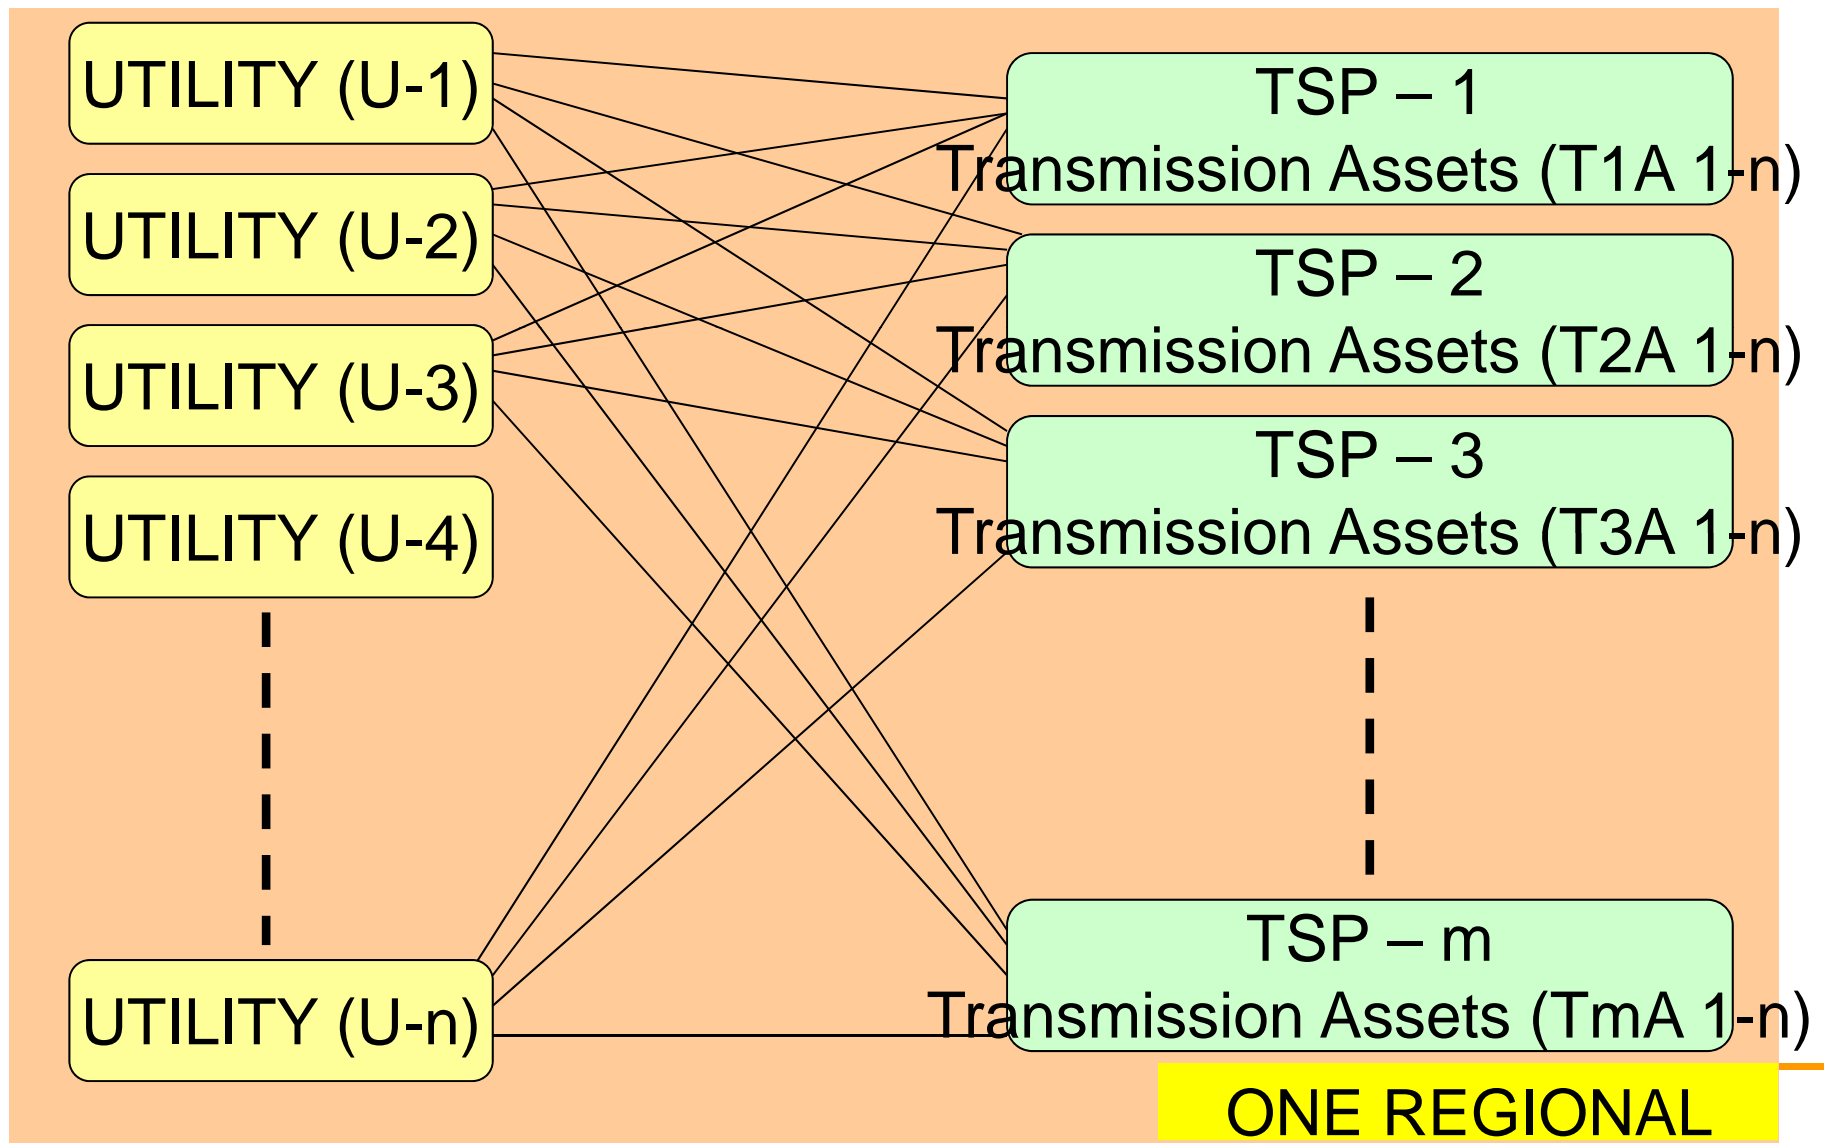 UTILITY (U-1)
UTILITY (U-2)
UTILITY (U-3)
UTILITY (U-4)
UTILITY (U-n)
TSP – 1
Transmission Assets (T1A 1-n)
TSP – 2
Transmission Assets (T2A 1-n)
TSP – 3
Transmission Assets (T3A 1-n)
TSP – m
Transmission Assets (TmA 1-n)
ONE REGIONAL